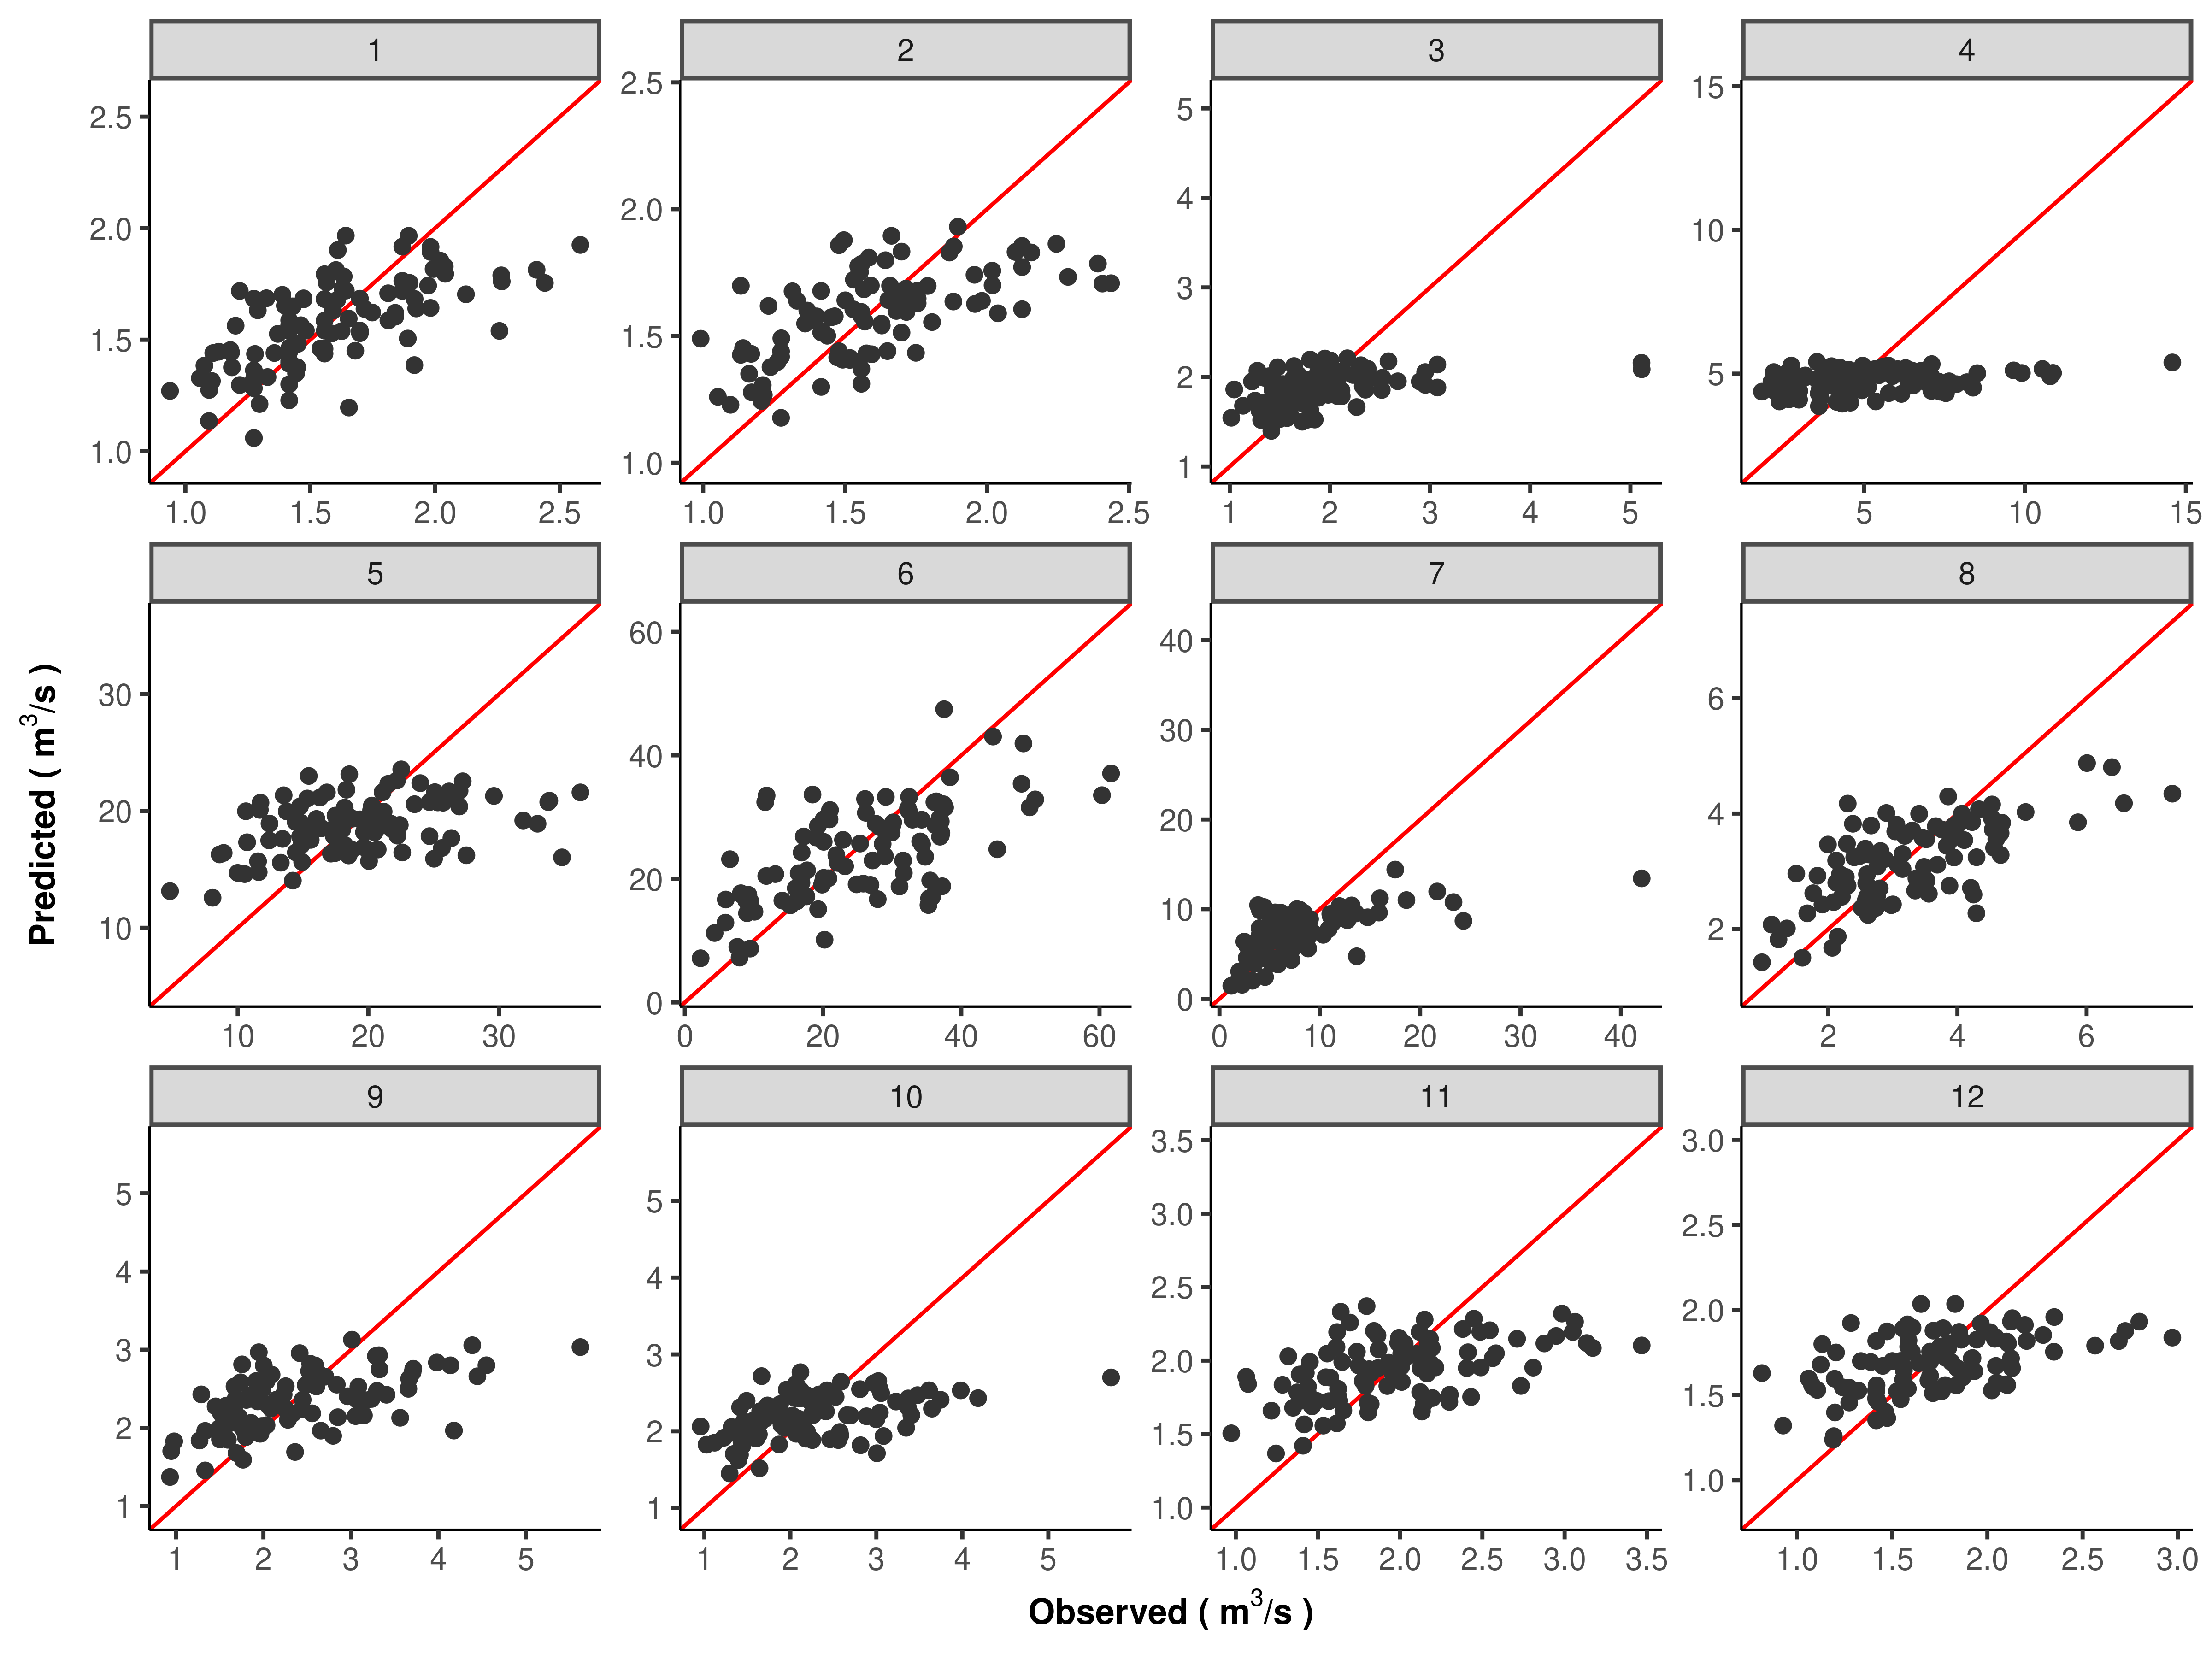 1 2 3 4
2.5 2.5 5 15
2.0 2.0 4 10
1.5 1.5 3 5
1.0 1.0 2
1
1.0 1.5 2.0 2.5 1.0 1.5 2.0 2.5 1 2 3 4 5 5 10 15
5 6 7 8
30 60 40 6
20 40 30 4
10 20 20 2
0 10
0
10 20 30 0 20 40 60 0 10 20 30 40 2 4 6
9 10 11 12
5 5 3.5 3.0
4 4 3.0 2.5
3 3 2.5 2.0
2 2 2.0 1.5
1 1 1.5 1.0
1.0
1 2 3 4 5 1 2 3 4 5 1.0 1.5 2.0 2.5 3.0 3.5 1.0 1.5 2.0 2.5 3.0
Predicted ( m³/s )
Observed ( m³/s )